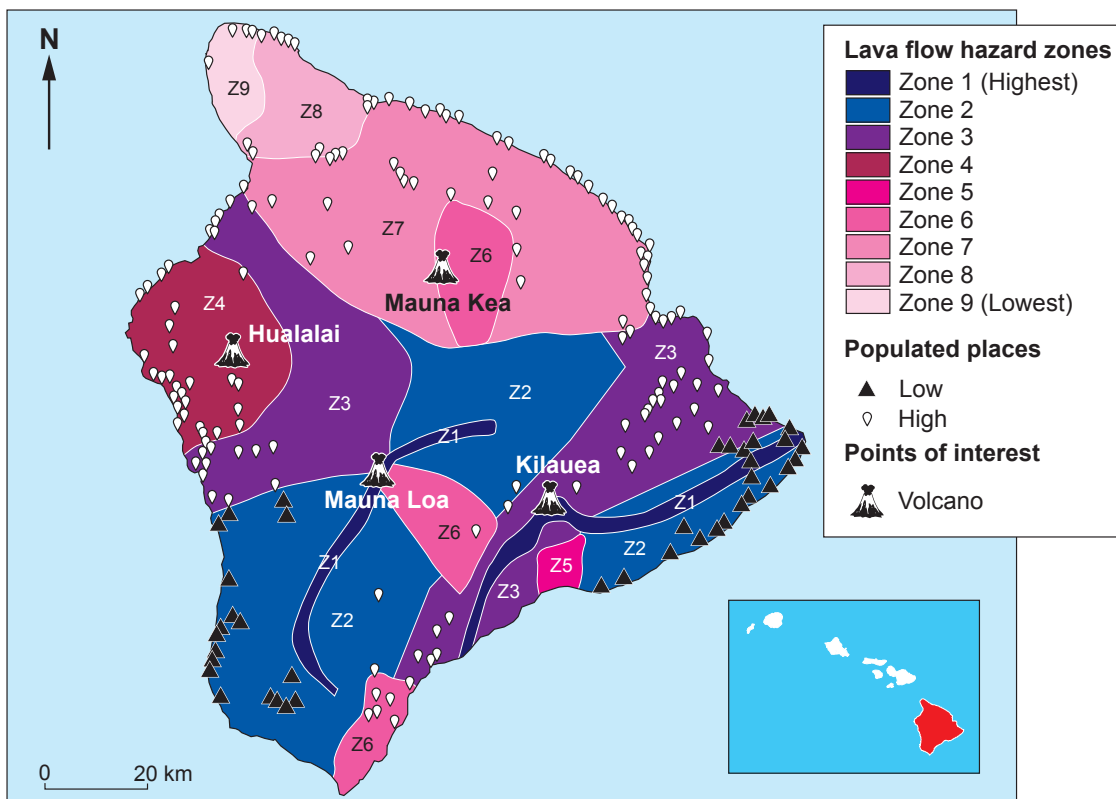 N
Z9
Z8
Z7
Z6
Mauna Kea
Z4
Hualalai
Z3
Z2
Z3
Z1
Kilauea
Mauna Loa
Z1
Z6
Z1
Z2
Z5
Z3
Z2
Z6
0 20 km
Lava flow hazard zones
Zone 1 (Highest)
Zone 2
Zone 3
Zone 4
Zone 5
Zone 6
Zone 7
Zone 8
Zone 9 (Lowest)
Populated places
Low
High
Points of interest
Volcano